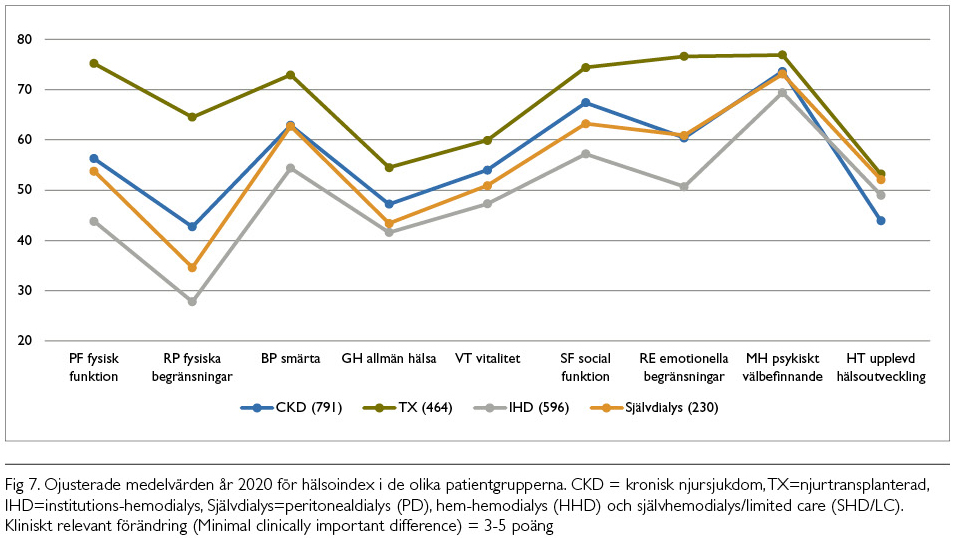 80
70
60
50
40
30
20
PF fysisk
funktion
RP fysiska
begränsningar
BP smärta
GH allmän hälsa
VT vitalitet
SF social
funktion
RE emotionella
begränsningar
MH psykiskt
välbefinnande
HT upplevd
hälsoutveckling
CKD (791)
TX (464)
IHD (596)
Självdialys (230)
Fig 7. Ojusterade medelvärden år 2020 för hälsoindex i de olika patientgrupperna. CKD = kronisk njursjukdom, TX=njurtransplanterad,
IHD=institutions-hemodialys, Självdialys=peritonealdialys (PD), hem-hemodialys (HHD) och självhemodialys/limited care (SHD/LC).
Kliniskt relevant förändring (Minimal clinically important difference) = 3-5 poäng